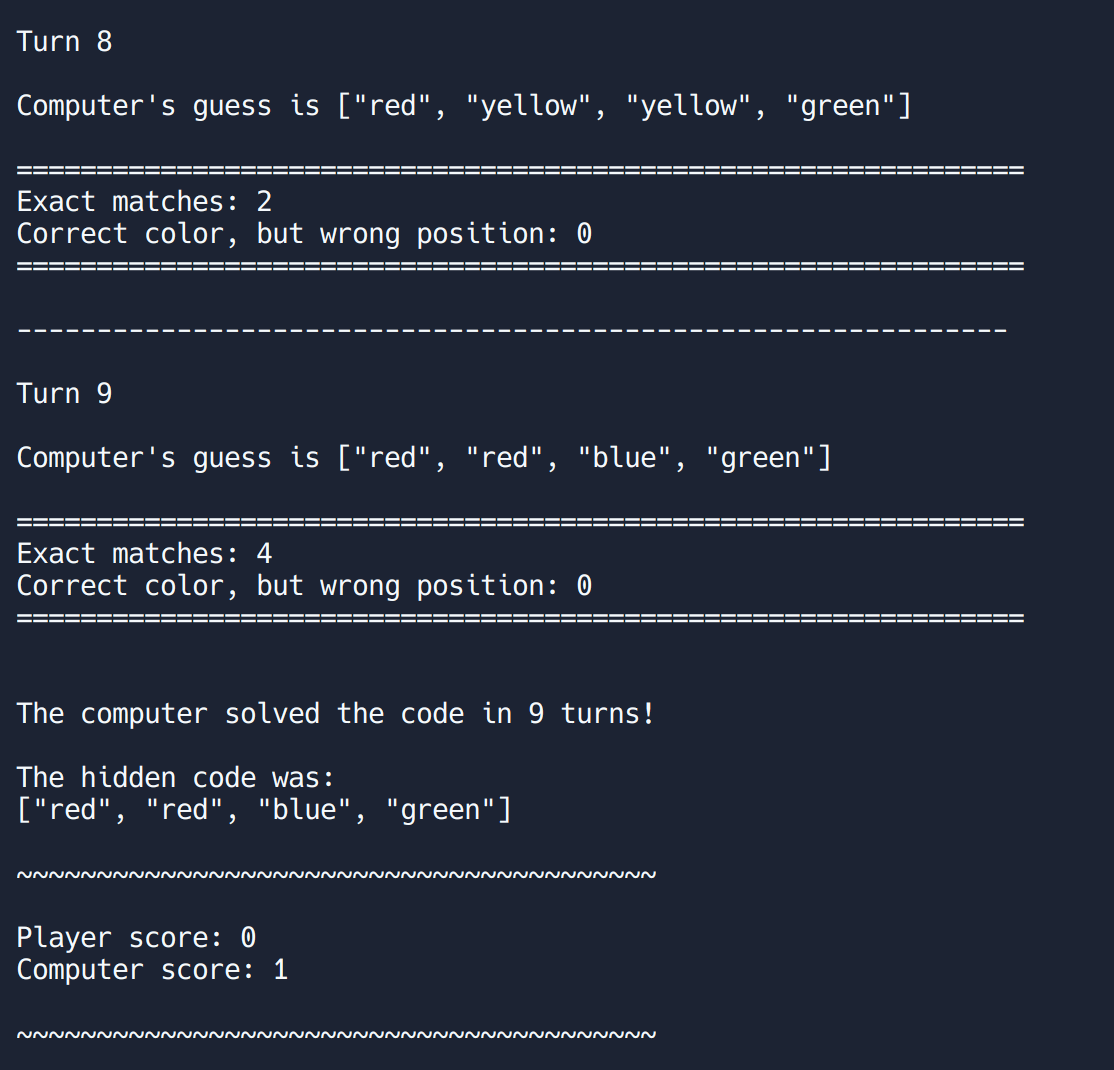 Turn 8
Computer's guess is ["red", "yellow", "yellow", "green"]
===============================================================
Exact matches: 2
Correct color, but wrong position: 0
===============================================================
--------------------------------------------------------------
Turn 9
Computer's guess is ["red", "red", "blue", "green"]
===============================================================
Exact matches: 4
Correct color, but wrong position: 0
===============================================================
The computer solved the code in 9 turns!
The hidden code was:
["red", "red", "blue", "green"]
~~~~~~~~~~~~~~~~~~~~~~~~~~~~~~~~~~~~~~~~
Player score: 0
Computer score: 1
~~~~~~~~~~~~~~~~~~~~~~~~~~~~~~~~~~~~~~~~